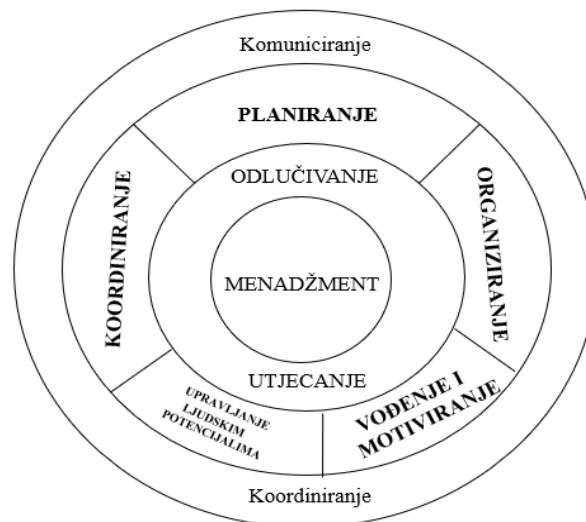 Komuniciranje
PLANIRANJE
ODLUČIVANJE
KOORDINIRANJE
ORGANIZIRANJE
MENADŽMENT
UTJECANJE
UPRAVLJANJE
LJUDSKIM
POTENCIJALIMA
VOĐENJE I
MOTIVIRANJE
Koordiniranje